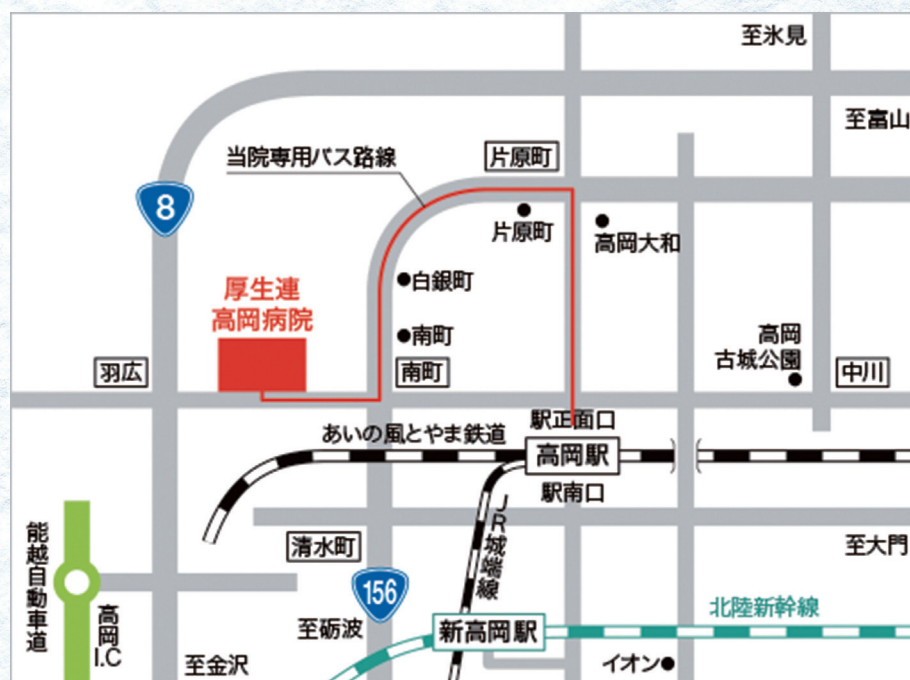 至氷見
至富山
当院専用バス路線
片原町
8
片原町
高岡大和
白銀町
厚生連
高岡病院
南町
高岡
古城公園
羽広
南町
中川
駅正面口
あいの風とやま鉄道
高岡駅
駅南口
JR城端線
能越自動車道
清水町
至大門
156
高岡I.C
至砺波
新高岡駅
北陸新幹線
至金沢
イオン